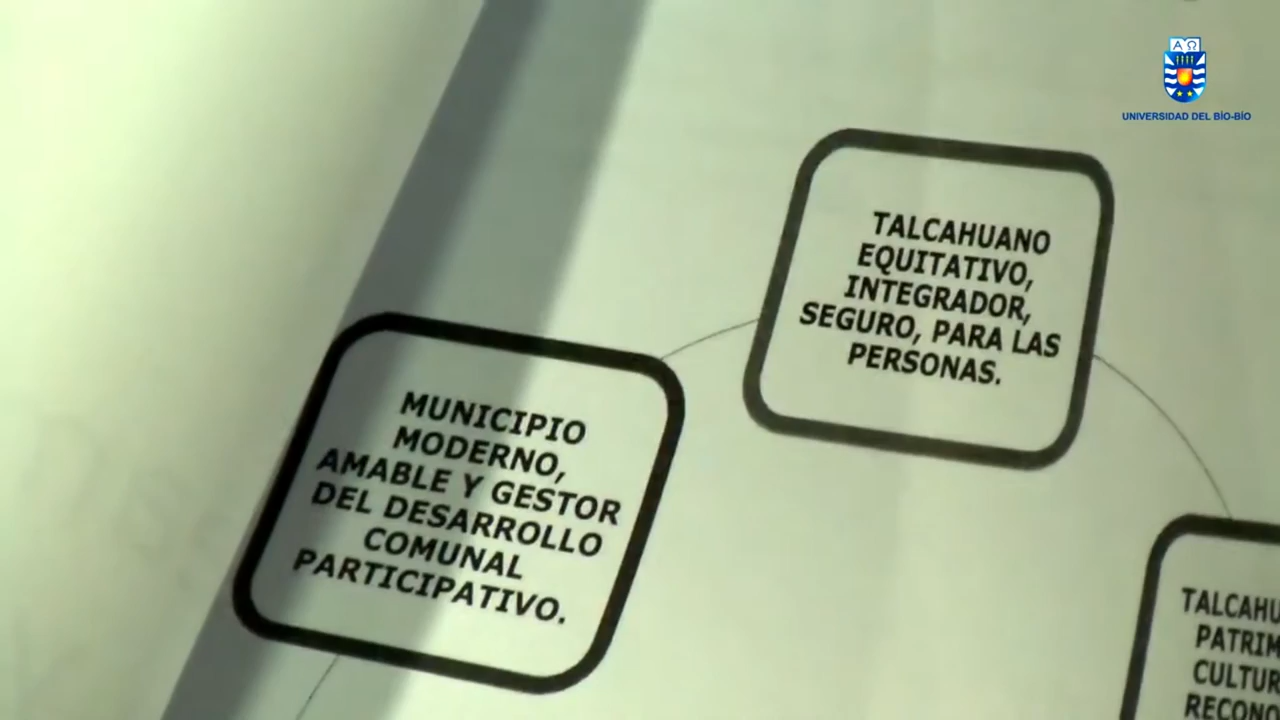 ΑΩ
UNIVERSIDAD DEL BÍO-BÍO
TALCAHUANO
EQUITATIVO,
INTEGRADOR,
SEGURO, PARA LAS
PERSONAS.
MUNICIPIO
MODERNO,
AMABLE Y GESTOR
DEL DESARROLLO
COMUNAL
PARTICIPATIVO.